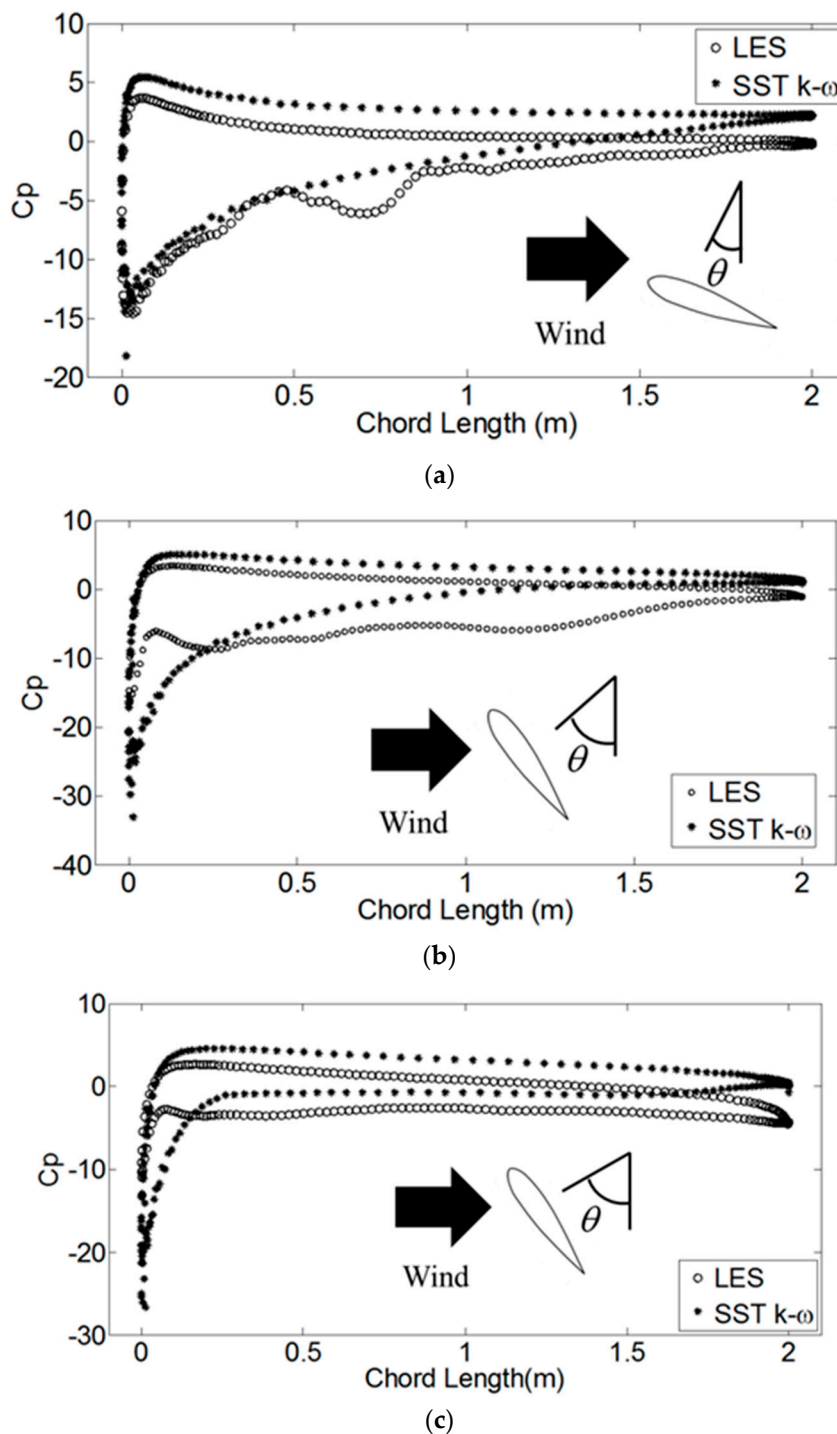 10
5
0
-5
-10
-15
-20
Cp
LES
SST k-ω
θ
Wind
0 0.5 1 1.5 2
Chord Length (m)
(a)
10
0
-10
-20
-30
-40
Cp
θ
Wind
LES
SST k-ω
0 0.5 1 1.5 2
Chord Length (m)
(b)
10
0
-10
-20
-30
Cp
θ
Wind
LES
SST k-ω
0 0.5 1 1.5 2
Chord Length(m)
(c)